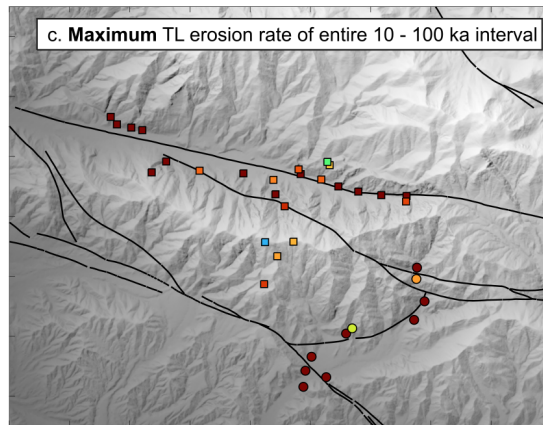 c. Maximum TL erosion rate of entire 10 - 100 ka interval